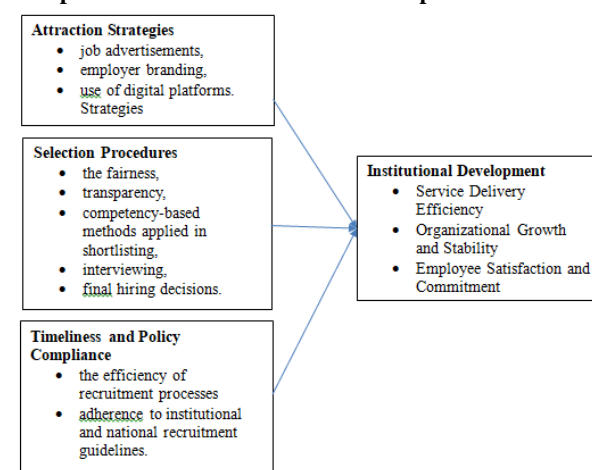 Attraction Strategies
• job advertisements,
• employer branding,
• use of digital platforms.
Strategies
Selection Procedures
• the fairness,
• transparency,
• competency-based
methods applied in
shortlisting,
• interviewing,
• final hiring decisions.
Timeliness and Policy
Compliance
• the efficiency of
recruitment processes
• adherence to institutional
and national recruitment
guidelines.
Institutional Development
• Service Delivery
Efficiency
• Organizational Growth
and Stability
• Employee Satisfaction and
Commitment